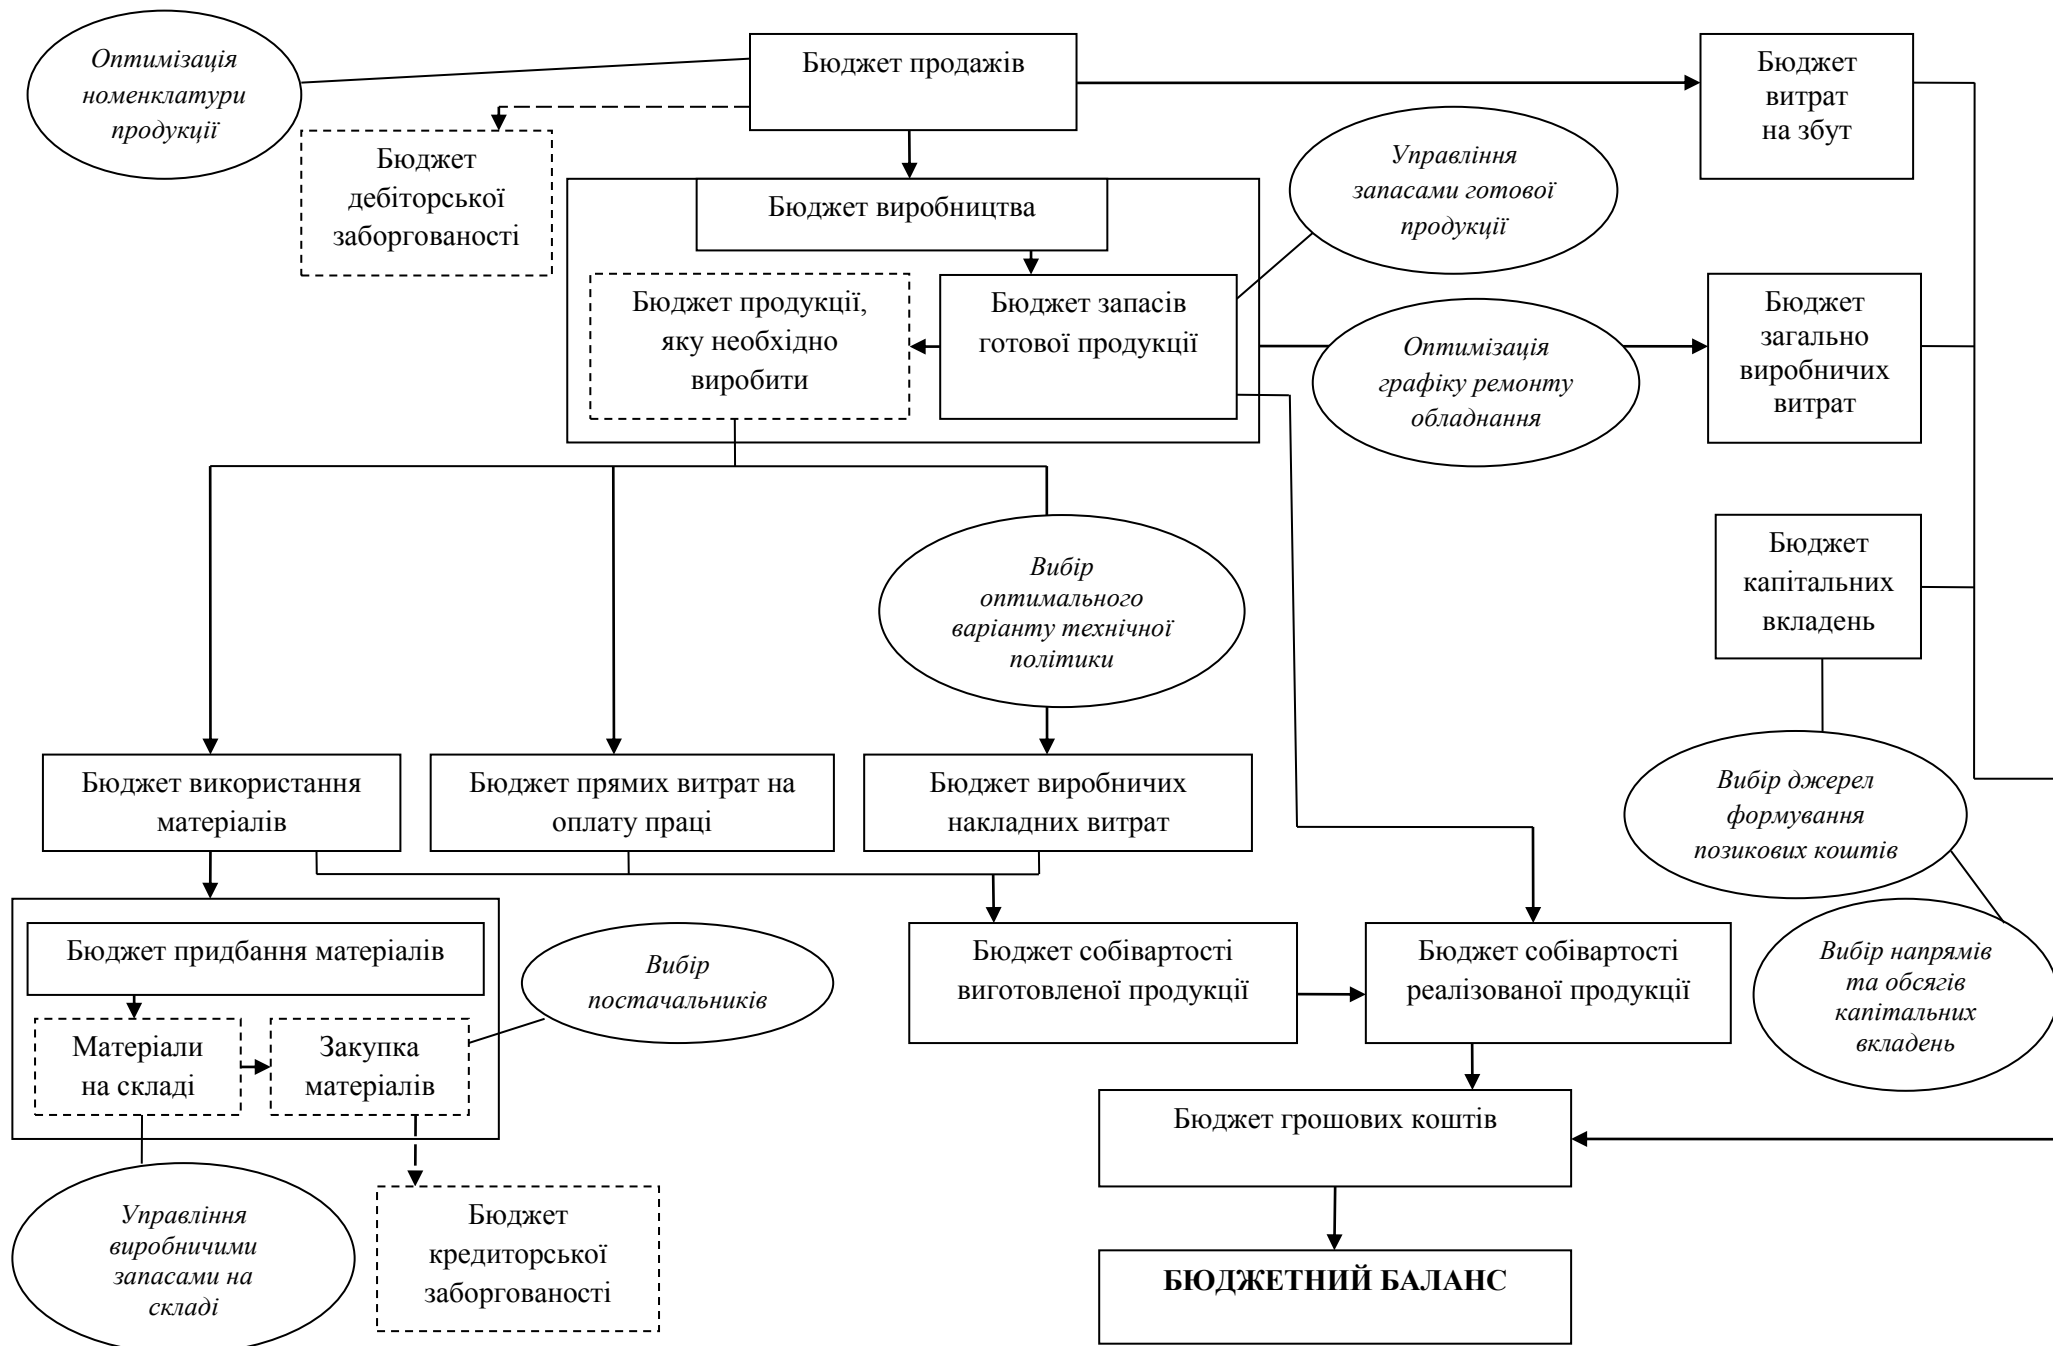 Оптимізація
номенклатури
продукції
Бюджет продажів
Бюджет
витрат
на збут
Бюджет
дебіторської
заборгованості
Управління
запасами готової
продукції
Бюджет виробництва
Бюджет продукції,
яку необхідно
виробити
Бюджет запасів
готової продукції
Оптимізація
графіку ремонту
обладнання
Бюджет
загально
виробничих
витрат
Вибір
оптимального
варіанту технічної
політики
Бюджет
капітальних
вкладень
Бюджет використання
матеріалів
Бюджет прямих витрат на
оплату праці
Бюджет виробничих
накладних витрат
Вибір джерел
формування
позикових коштів
Бюджет придбання матеріалів
Вибір
постачальників
Бюджет собівартості
виготовленої продукції
Бюджет собівартості
реалізованої продукції
Вибір напрямів
та обсягів
капітальних
вкладень
Матеріали
на складі
Закупка
матеріалів
Бюджет грошових коштів
Управління
виробничими
запасами на
складі
Бюджет
кредиторської
заборгованості
БЮДЖЕТНИЙ БАЛАНС